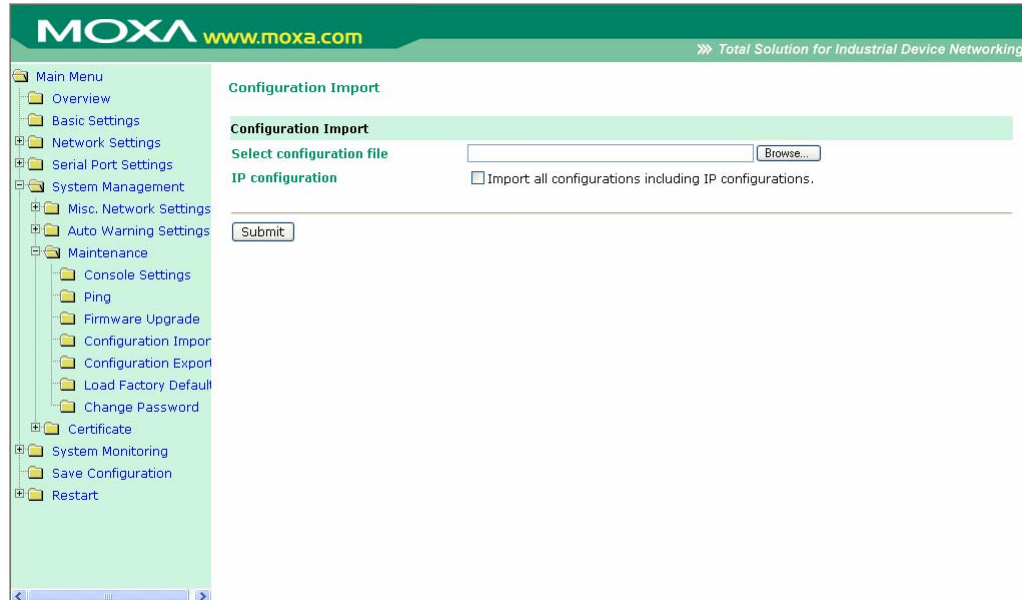 MOXA www.moxa.com
Total Solution for Industrial Device Networking
Main Menu
Overview
Basic Settings
Network Settings
Serial Port Settings
System Management
Misc. Network Settings
Auto Warning Settings
Maintenance
Console Settings
Ping
Firmware Upgrade
Configuration Impor
Configuration Export
Load Factory Default
Change Password
Certificate
System Monitoring
Save Configuration
Restart
Configuration Import
Configuration Import
Select configuration file Browse...
IP configuration Import all configurations including IP configurations.
Submit